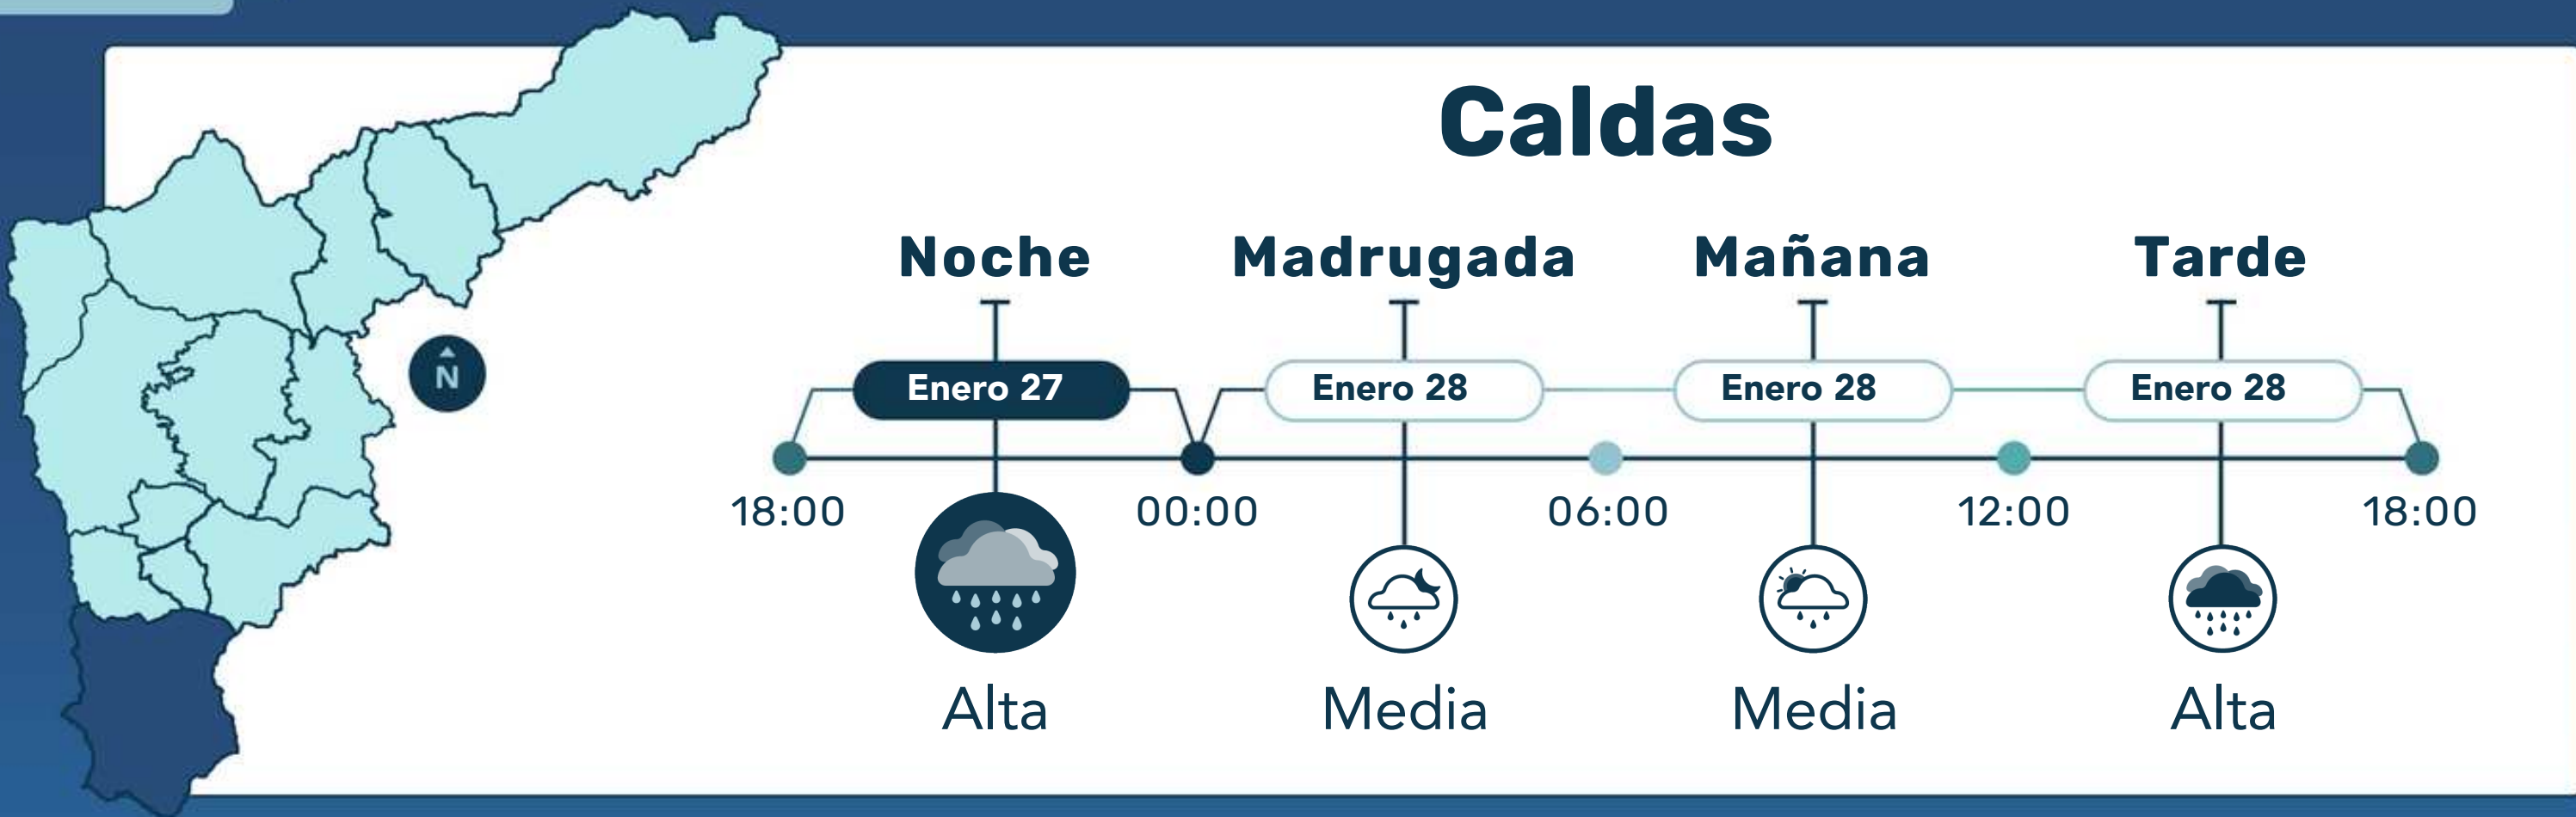 Caldas
Noche Madrugada Mañana Tarde
Enero 27 Enero 28 Enero 28 Enero 28
N
18:00 00:00 06:00 12:00 18:00
Alta Media Media Alta